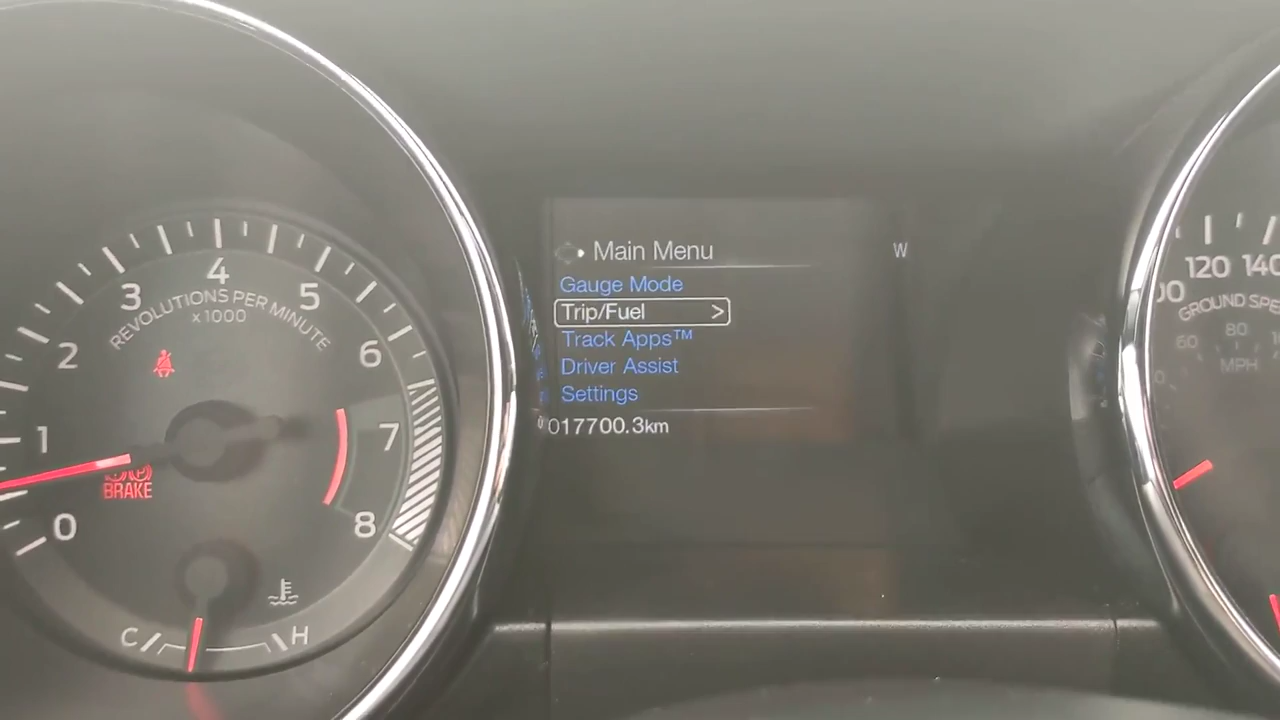 4
3
5
REVOLUTIONS PER MINUTE
x1000
2
6
1
7
BRAKE
0
8
C
H
Main Menu
W
Gauge Mode
Trip/Fuel >
Track Apps™
Driver Assist
Settings
017700.3km
120 140
GROUND
80
60
MPH